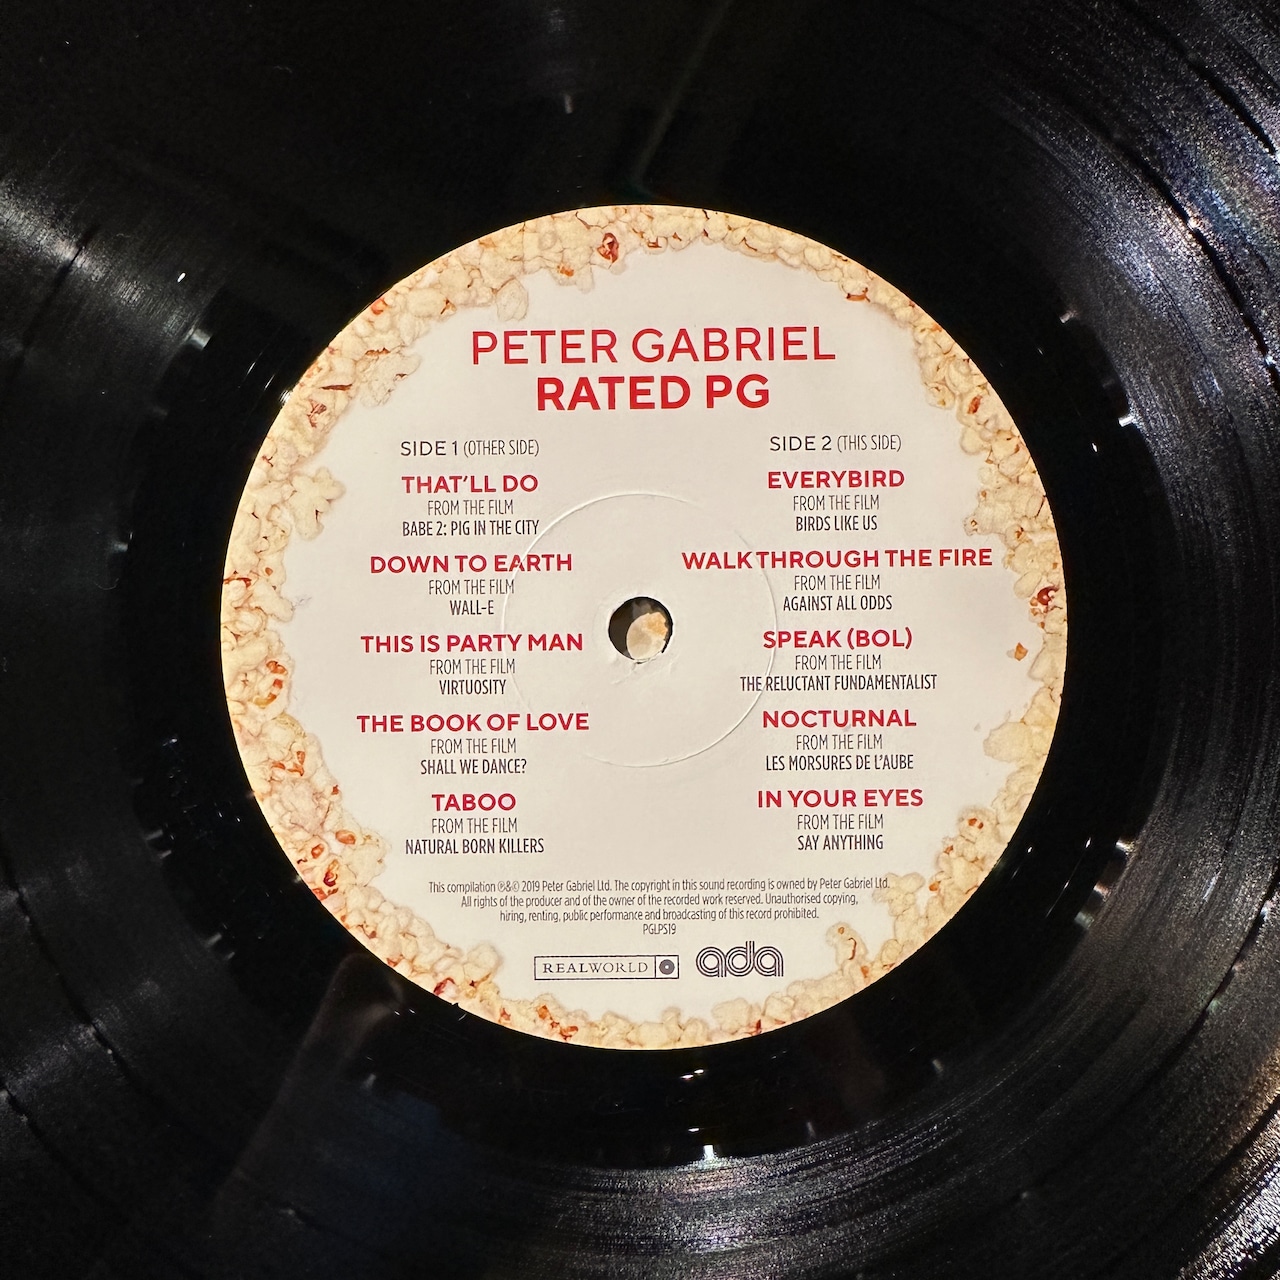 PETER GABRIEL
RATED PG
SIDE 1 (OTHER SIDE)
THAT'LL DO
FROM THE FILM
BABE 2: PIG IN THE CITY
DOWN TO EARTH
FROM THE FILM
WALL-E
THIS IS PARTY MAN
FROM THE FILM
VIRTUOSITY
THE BOOK OF LOVE
FROM THE FILM
SHALL WE DANCE?
TABOO
FROM THE FILM
NATURAL BORN KILLERS
SIDE 2 (THIS SIDE)
EVERYBIRD
FROM THE FILM
BIRDS LIKE US
WALK THROUGH THE FIRE
FROM THE FILM
AGAINST ALL ODDS
SPEAK (BOL)
FROM THE FILM
THE RELUCTANT FUNDAMENTALIST
NOCTURNAL
FROM THE FILM
LES MORSURES DE L'AUBE
IN YOUR EYES
FROM THE FILM
SAY ANYTHING
This compilation ℗&© 2019 Peter Gabriel Ltd. The copyright in this sound recording is owned by Peter Gabriel Ltd.
All rights of the producer and of the owner of the recorded work reserved. Unauthorised copying,
hiring, renting, public performance and broadcasting of this record prohibited.
PGLPS19
REALWORLD
ada